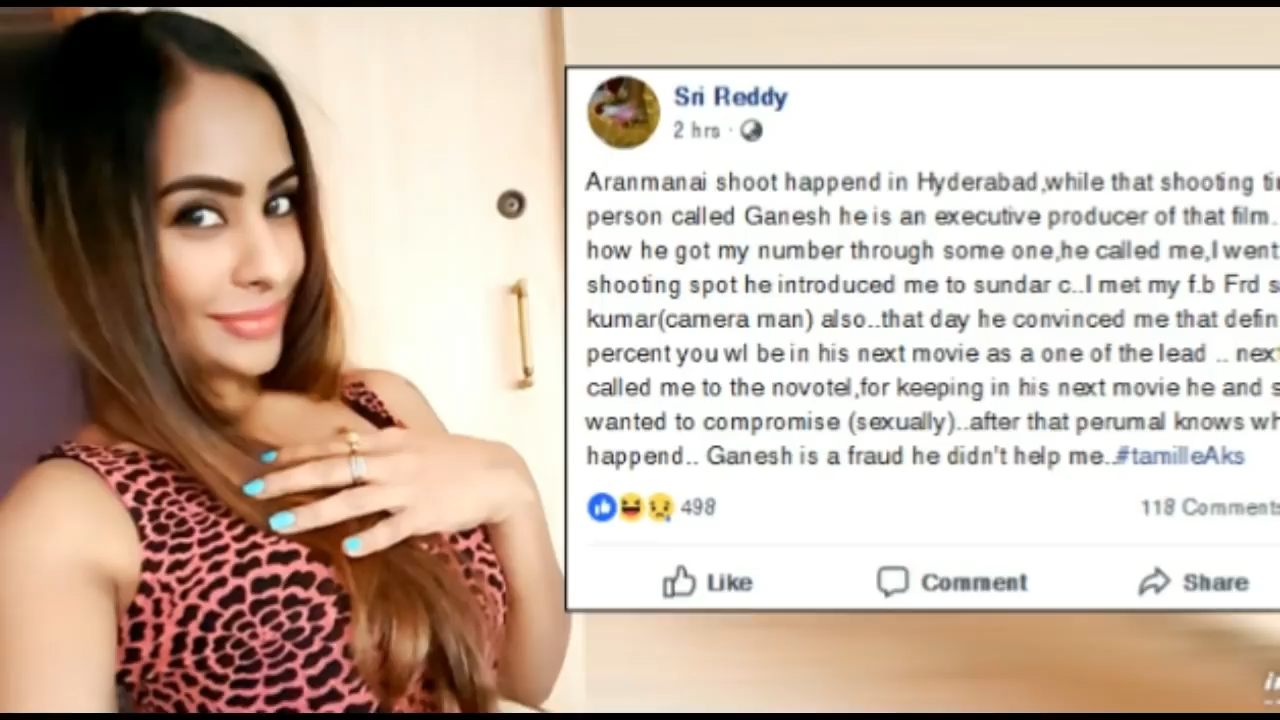 Sri Reddy
2 hrs ·
Aranmanai shoot happend in Hyderabad,while that shooting
person called Ganesh he is an executive producer of that film.
how he got my number through some one,he called me,I went
shooting spot he introduced me to sundar c..I met my f.b Frd
kumar(camera man) also..that day he convinced me that
percent you wl be in his next movie as a one of the lead ..
called me to the novotel,for keeping in his next movie he and
wanted to compromise (sexually)..after that perumal knows
happend.. Ganesh is a fraud he didn't help me..#tamilleAks
498
118 Comments
Like
Comment
Share